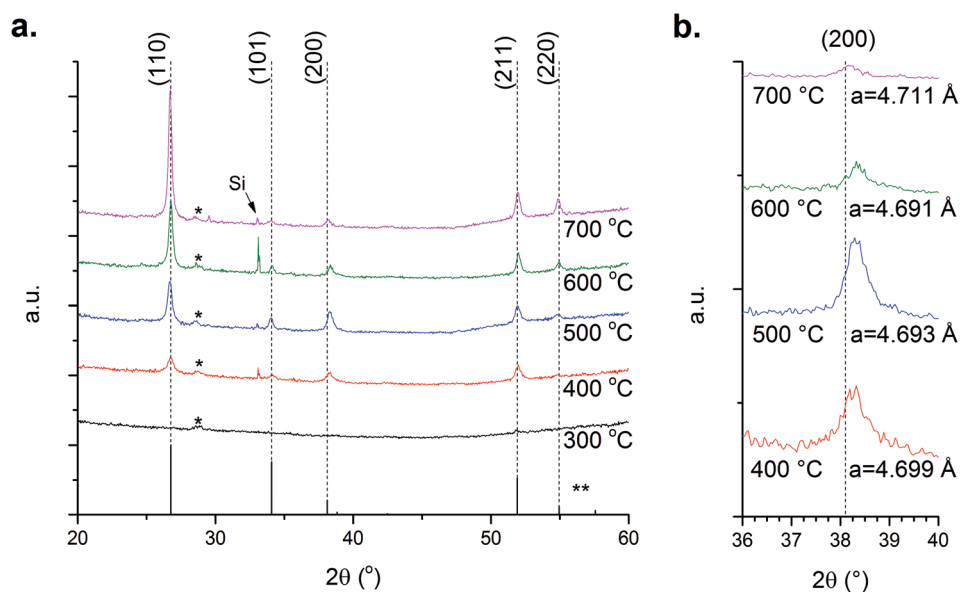 a.
(110)
(101)
(200)
(211)
(220)
Si
*
700 °C
*
600 °C
*
500 °C
*
400 °C
*
300 °C
**
a.u.
20
30
40
50
60
2θ (°)
b.
(200)
700 °C a=4.711 Å
600 °C a=4.691 Å
500 °C a=4.693 Å
400 °C a=4.699 Å
a.u.
36
37
38
39
40
2θ (°)